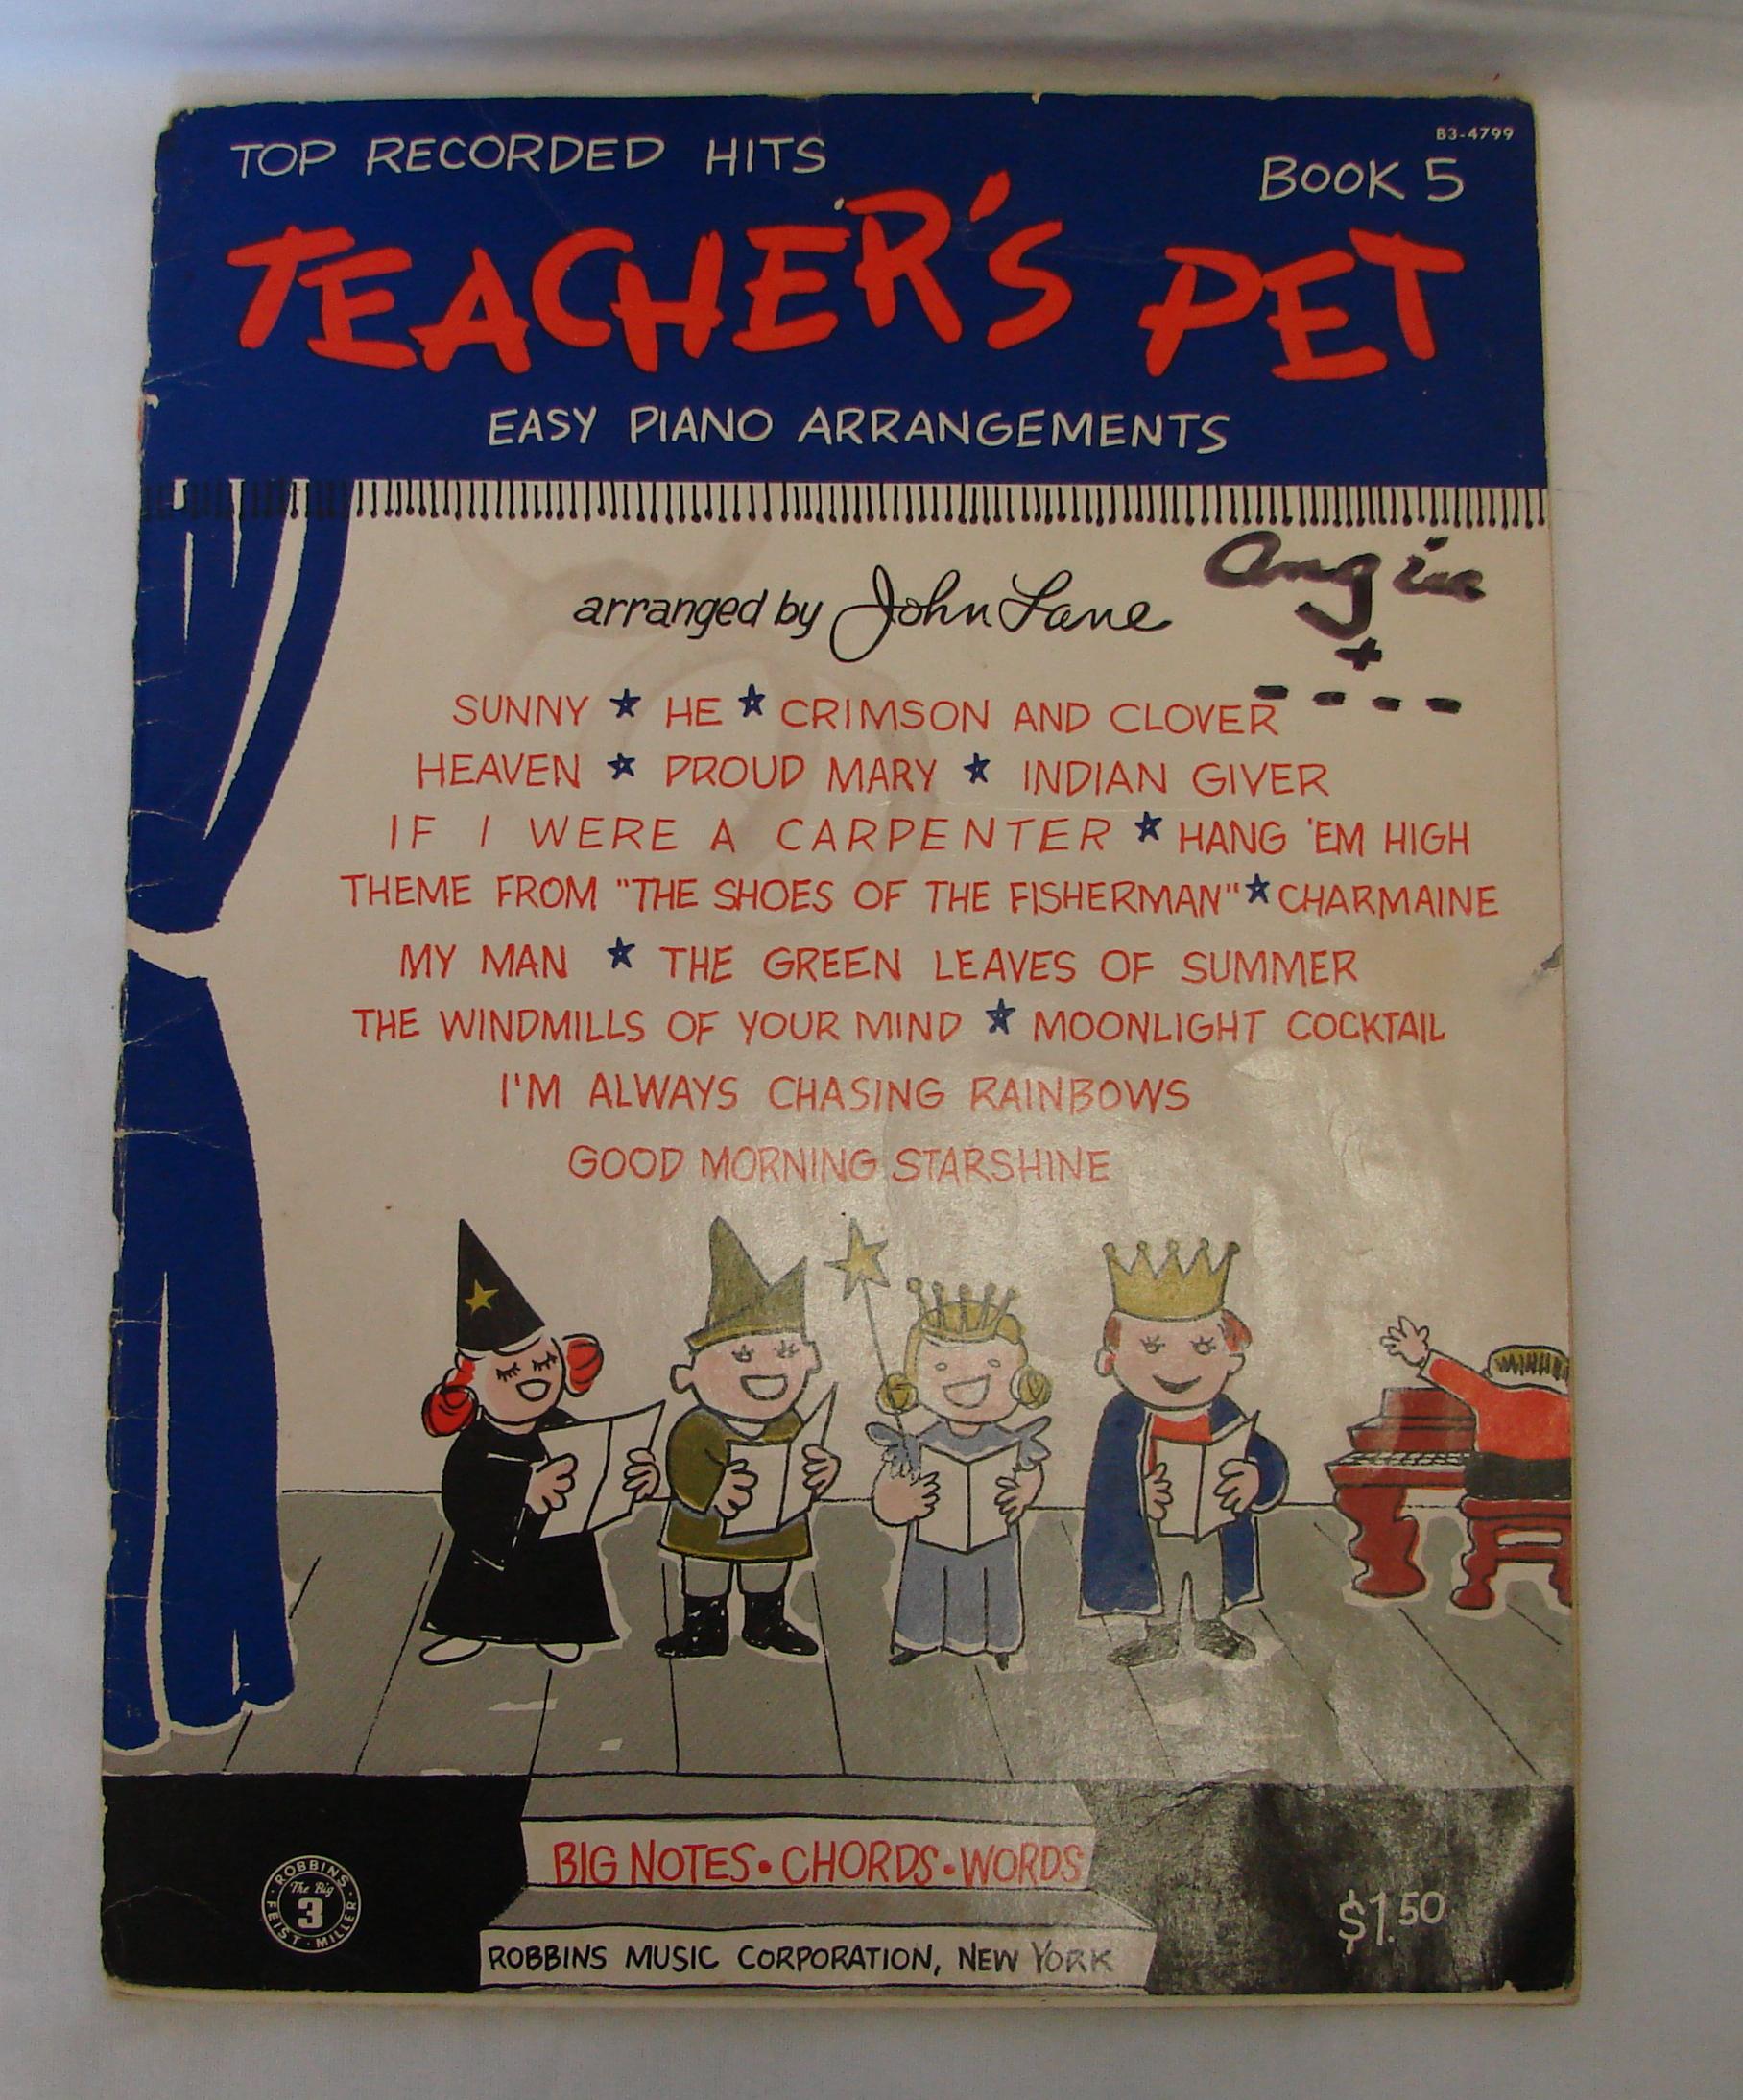 B3-4799
TOP RECORDED HITS
BOOK 5
TEACHER'S PET
EASY PIANO ARRANGEMENTS
angie
+
- - - -
arranged by John Lane
SUNNY ★ HE ★ CRIMSON AND CLOVER
HEAVEN ★ PROUD MARY ★ INDIAN GIVER
IF I WERE A CARPENTER ★ HANG 'EM HIGH
THEME FROM "THE SHOES OF THE FISHERMAN" ★ CHARMAINE
MY MAN ★ THE GREEN LEAVES OF SUMMER
THE WINDMILLS OF YOUR MIND ★ MOONLIGHT COCKTAIL
I'M ALWAYS CHASING RAINBOWS
GOOD MORNING STARSHINE
BIG NOTES • CHORDS • WORDS
ROBBINS
The Big
3
FEIST · MILLER
$1.50
ROBBINS MUSIC CORPORATION, NEW YORK